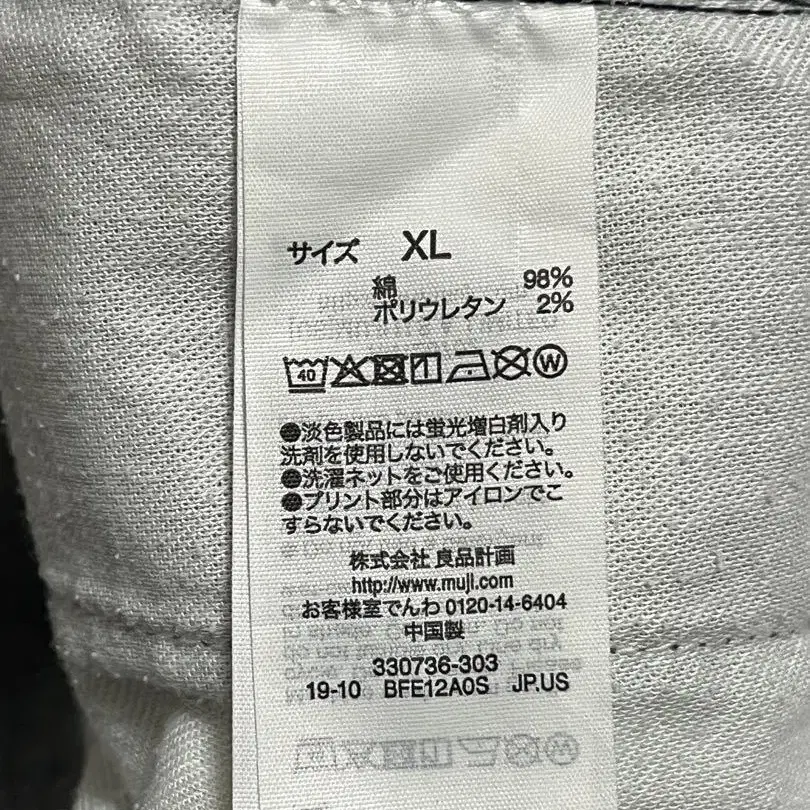 サイズ XL
綿 98%
ポリウレタン 2%
40
●淡色製品には蛍光増白剤入り
洗剤を使用しないでください。
●洗濯ネットをご使用ください。
●プリント部分はアイロンでこ
すらないでください。
株式会社 良品計画
http://www.muji.com
お客様室でんわ 0120-14-6404
中国製
330736-303
19-10 BFE12A0S JP.US